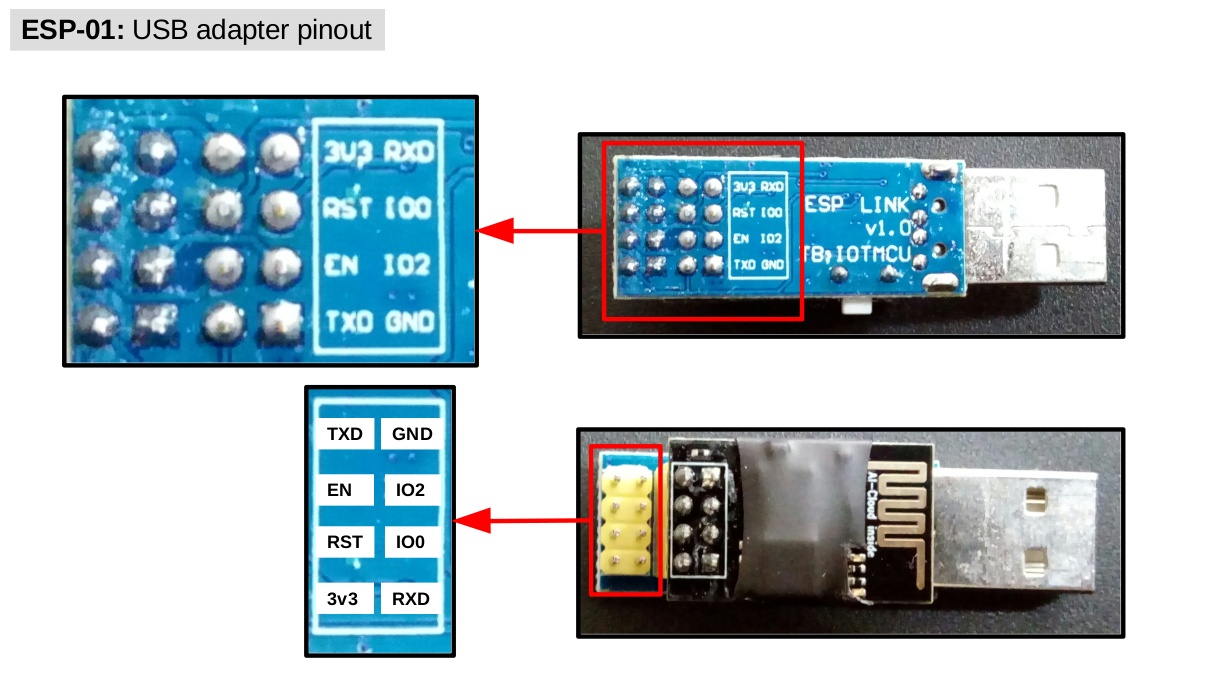 ESP-01: USB adapter pinout
3V3 RXD
RST IO0
EN IO2
TXD GND
3V3 RXD
RST IO0
EN IO2
TXD GND
ESP LINK
v1.0
TB:IOTMCU
TXD GND
EN IO2
RST IO0
3v3 RXD
AI-Cloud inside